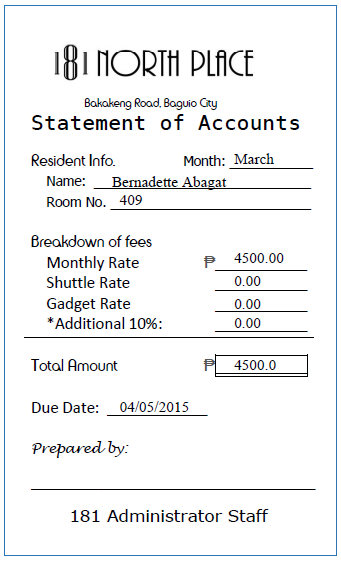 181 NORTH PLACE
Bakakeng Road, Baguio City
Statement of Accounts
Resident Info. Month: March
Name: Bernadette Abagat
Room No. 409
Breakdown of fees
Monthly Rate ₱ 4500.00
Shuttle Rate 0.00
Gadget Rate 0.00
*Additional 10%: 0.00
Total Amount ₱ 4500.0
Due Date: 04/05/2015
Prepared by:
181 Administrator Staff